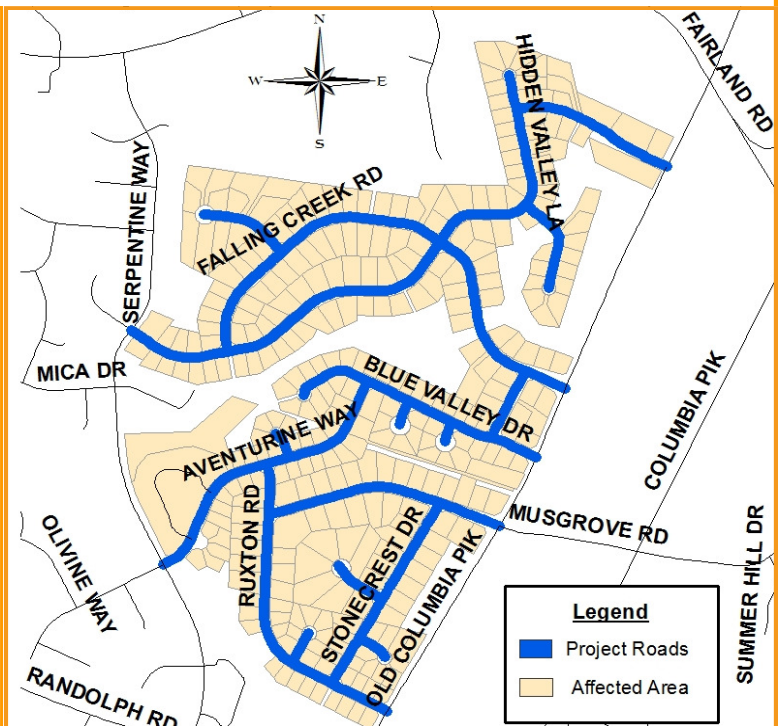 N
FAIRLAND RD
HIDDEN VALLEY LA
W
E
S
SERPENTINE WAY
FALLING CREEK RD
MICA DR
BLUE VALLEY DR
COLUMBIA PIK
AVENTURINE WAY
RUXTON RD
MUSGROVE RD
OLIVINE WAY
STONECREST DR
OLD COLUMBIA PIK
SUMMER HILL DR
RANDOLPH RD
Legend
Project Roads
Affected Area